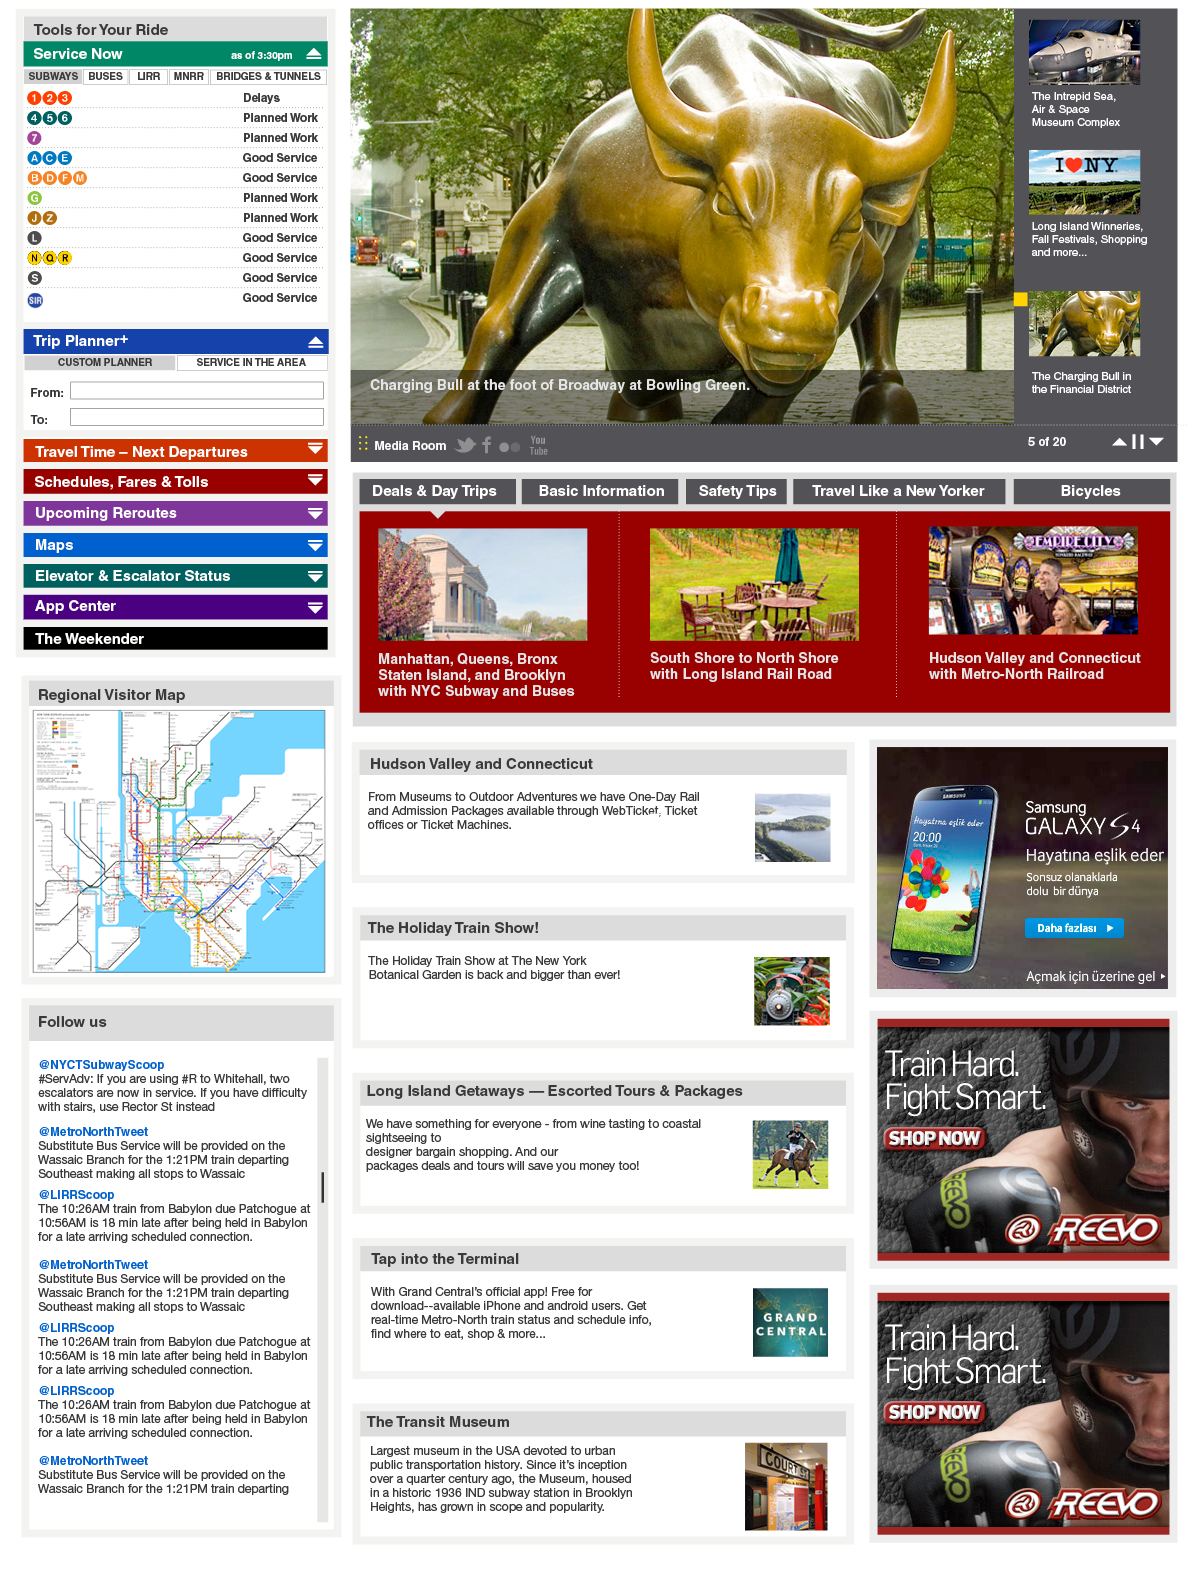 Tools for Your Ride
Service Now as of 3:30pm
SUBWAYS BUSES LIRR MNRR BRIDGES & TUNNELS
1 2 3 Delays
4 5 6 Planned Work
7 Planned Work
A C E Good Service
B D F M Good Service
G Planned Work
J Z Planned Work
L Good Service
N Q R Good Service
S Good Service
SIR Good Service
Trip Planner+
CUSTOM PLANNER SERVICE IN THE AREA
From:
To:
Travel Time – Next Departures
Schedules, Fares & Tolls
Upcoming Reroutes
Maps
Elevator & Escalator Status
App Center
The Weekender
Regional Visitor Map
Follow us
@NYCTSubwayScoop
#ServAdv: If you are using #R to Whitehall, two
escalators are now in service. If you have difficulty
with stairs, use Rector St instead
@MetroNorthTweet
Substitute Bus Service will be provided on the
Wassaic Branch for the 1:21PM train departing
Southeast making all stops to Wassaic
@LIRRScoop
The 10:26AM train from Babylon due Patchogue at
10:56AM is 18 min late after being held in Babylon
for a late arriving scheduled connection.
@MetroNorthTweet
Substitute Bus Service will be provided on the
Wassaic Branch for the 1:21PM train departing
Southeast making all stops to Wassaic
@LIRRScoop
The 10:26AM train from Babylon due Patchogue at
10:56AM is 18 min late after being held in Babylon
for a late arriving scheduled connection.
@LIRRScoop
The 10:26AM train from Babylon due Patchogue at
10:56AM is 18 min late after being held in Babylon
for a late arriving scheduled connection.
@MetroNorthTweet
Substitute Bus Service will be provided on the
Wassaic Branch for the 1:21PM train departing
Charging Bull at the foot of Broadway at Bowling Green.
The Intrepid Sea,
Air & Space
Museum Complex
I NY
Long Island Winneries,
Fall Festivals, Shopping
and more...
The Charging Bull in
the Financial District
Media Room
You
Tube
5 of 20
Deals & Day Trips Basic Information Safety Tips Travel Like a New Yorker Bicycles
EMPIRE CITY
Manhattan, Queens, Bronx
Staten Island, and Brooklyn
with NYC Subway and Buses
South Shore to North Shore
with Long Island Rail Road
Hudson Valley and Connecticut
with Metro-North Railroad
Hudson Valley and Connecticut
From Museums to Outdoor Adventures we have One-Day Rail
and Admission Packages available through WebTicket, Ticket
offices or Ticket Machines.
The Holiday Train Show!
The Holiday Train Show at The New York
Botanical Garden is back and bigger than ever!
Long Island Getaways — Escorted Tours & Packages
We have something for everyone - from wine tasting to coastal
sightseeing to
designer bargain shopping. And our
packages deals and tours will save you money too!
Tap into the Terminal
With Grand Central's official app! Free for
download--available iPhone and android users. Get
real-time Metro-North train status and schedule info,
find where to eat, shop & more...
GRAND
CENTRAL
The Transit Museum
Largest museum in the USA devoted to urban
public transportation history. Since it's inception
over a quarter century ago, the Museum, housed
in a historic 1936 IND subway station in Brooklyn
Heights, has grown in scope and popularity.
COURT ST
SAMSUNG
Hayatına eşlik eder
20:00
Samsung
GALAXY S4
Hayatına eşlik eder
Sonsuz olanaklarla
dolu bir dünya
Daha fazlası
Açmak için üzerine gel
Train Hard.
Fight Smart.
SHOP NOW
REEVO
REEVO
Train Hard.
Fight Smart.
SHOP NOW
REEVO
REEVO